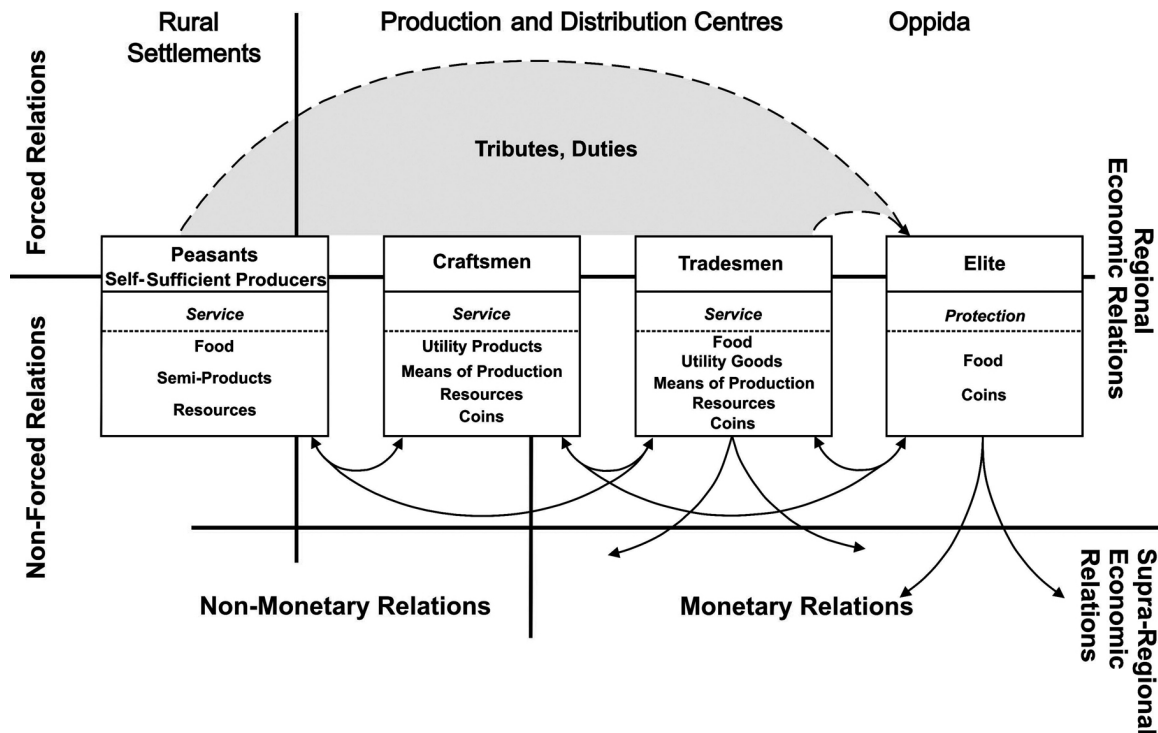 Rural
Settlements
Production and Distribution Centres
Oppida
Forced Relations
Tributes, Duties
Regional
Economic Relations
Peasants
Self-Sufficient Producers
Service
Food
Semi-Products
Resources
Craftsmen
Service
Utility Products
Means of Production
Resources
Coins
Tradesmen
Service
Food
Utility Goods
Means of Production
Resources
Coins
Elite
Protection
Food
Coins
Non-Forced Relations
Non-Monetary Relations
Monetary Relations
Supra-Regional
Economic
Relations